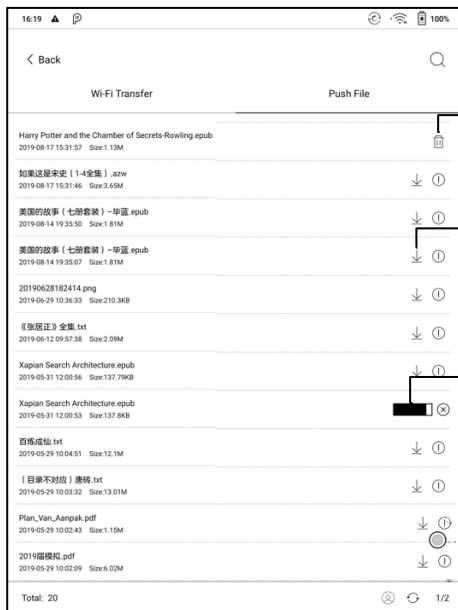 16:19 100%
Back
Wi-Fi Transfer Push File
Harry Potter and the Chamber of Secrets-Rowling.epub
2019-08-17 15:31:57 Size:1.13M
如果这是宋史（1-4全集）.azw
2019-08-17 15:31:46 Size:3.65M
美国的故事（七册套装）-毕蓝.epub
2019-08-14 19:35:50 Size:1.81M
美国的故事（七册套装）-毕蓝.epub
2019-08-14 19:35:07 Size:1.81M
20190628182414.png
2019-06-29 10:36:33 Size:210.3KB
《张居正》全集.txt
2019-06-12 09:57:38 Size:2.09M
Xapian Search Architecture.epub
2019-05-31 12:00:56 Size:137.79KB
Xapian Search Architecture.epub
2019-05-31 12:00:53 Size:137.8KB
百炼成仙.txt
2019-05-29 10:04:51 Size:12.1M
（目录不对应）唐砖.txt
2019-05-29 10:03:32 Size:13.01M
Plan_Van_Aanpak.pdf
2019-05-29 10:02:43 Size:1.15M
2019届模拟.pdf
2019-05-29 10:02:09 Size:6.02M
Total: 20 1/2